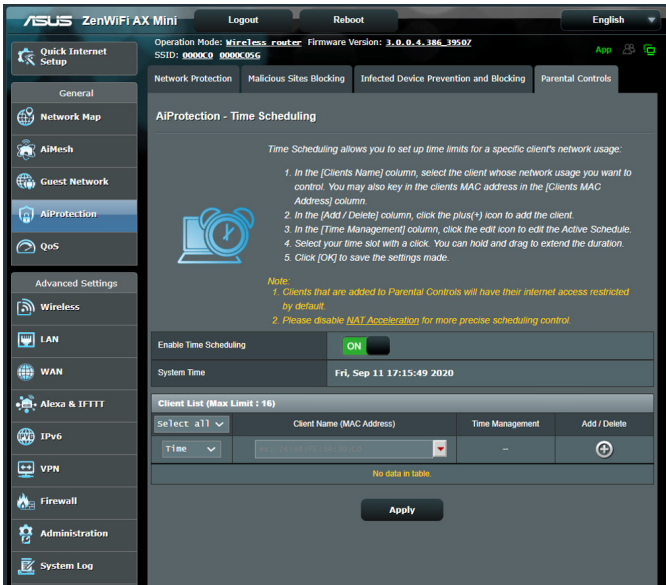 ASUS ZenWiFi AX Mini Logout Reboot English
Quick Internet Setup
Operation Mode: Wireless router Firmware Version: 3.0.0.4.386_39507
SSID: 0000C0 0000C05G
App
Network Protection Malicious Sites Blocking Infected Device Prevention and Blocking Parental Controls
General
Network Map
AiMesh
Guest Network
AiProtection
QoS
Advanced Settings
Wireless
LAN
WAN
Alexa & IFTTT
IPv6
VPN
Firewall
Administration
System Log
AiProtection - Time Scheduling
Time Scheduling allows you to set up time limits for a specific client's network usage:
1. In the [Clients Name] column, select the client whose network usage you want to
control. You may also key in the clients MAC address in the [Clients MAC
Address] column.
2. In the [Add / Delete] column, click the plus(+) icon to add the client.
3. In the [Time Management] column, click the edit icon to edit the Active Schedule.
4. Select your time slot with a click. You can hold and drag to extend the duration.
5. Click [OK] to save the settings made.
Note:
1. Clients that are added to Parental Controls will have their internet access restricted
by default.
2. Please disable NAT Acceleration for more precise scheduling control.
Enable Time Scheduling ON
System Time Fri, Sep 11 17:15:49 2020
Client List (Max Limit : 16)
Select all Client Name (MAC Address) Time Management Add / Delete
Time --
No data in table.
Apply